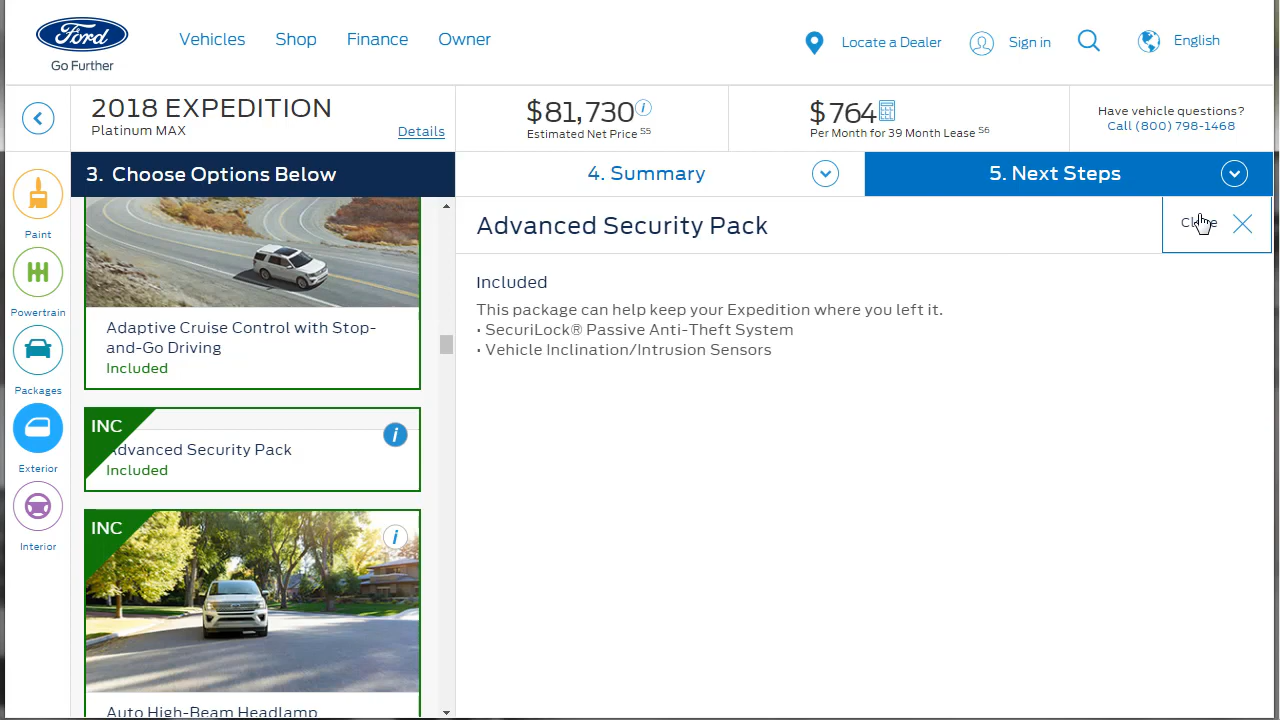 Ford
Go Further
Vehicles
Shop
Finance
Owner
Locate a Dealer
Sign in
English
2018 EXPEDITION
Platinum MAX
Details
$81,730
Estimated Net Price S5
$764
Per Month for 39 Month Lease S6
Have vehicle questions?
Call (800) 798-1468
3. Choose Options Below
4. Summary
5. Next Steps
Paint
Powertrain
Packages
Exterior
Interior
Adaptive Cruise Control with Stop-
and-Go Driving
Included
INC
Advanced Security Pack
Included
INC
Auto High-Beam Headlamp
Advanced Security Pack
Close
Included
This package can help keep your Expedition where you left it.
• SecuriLock® Passive Anti-Theft System
• Vehicle Inclination/Intrusion Sensors